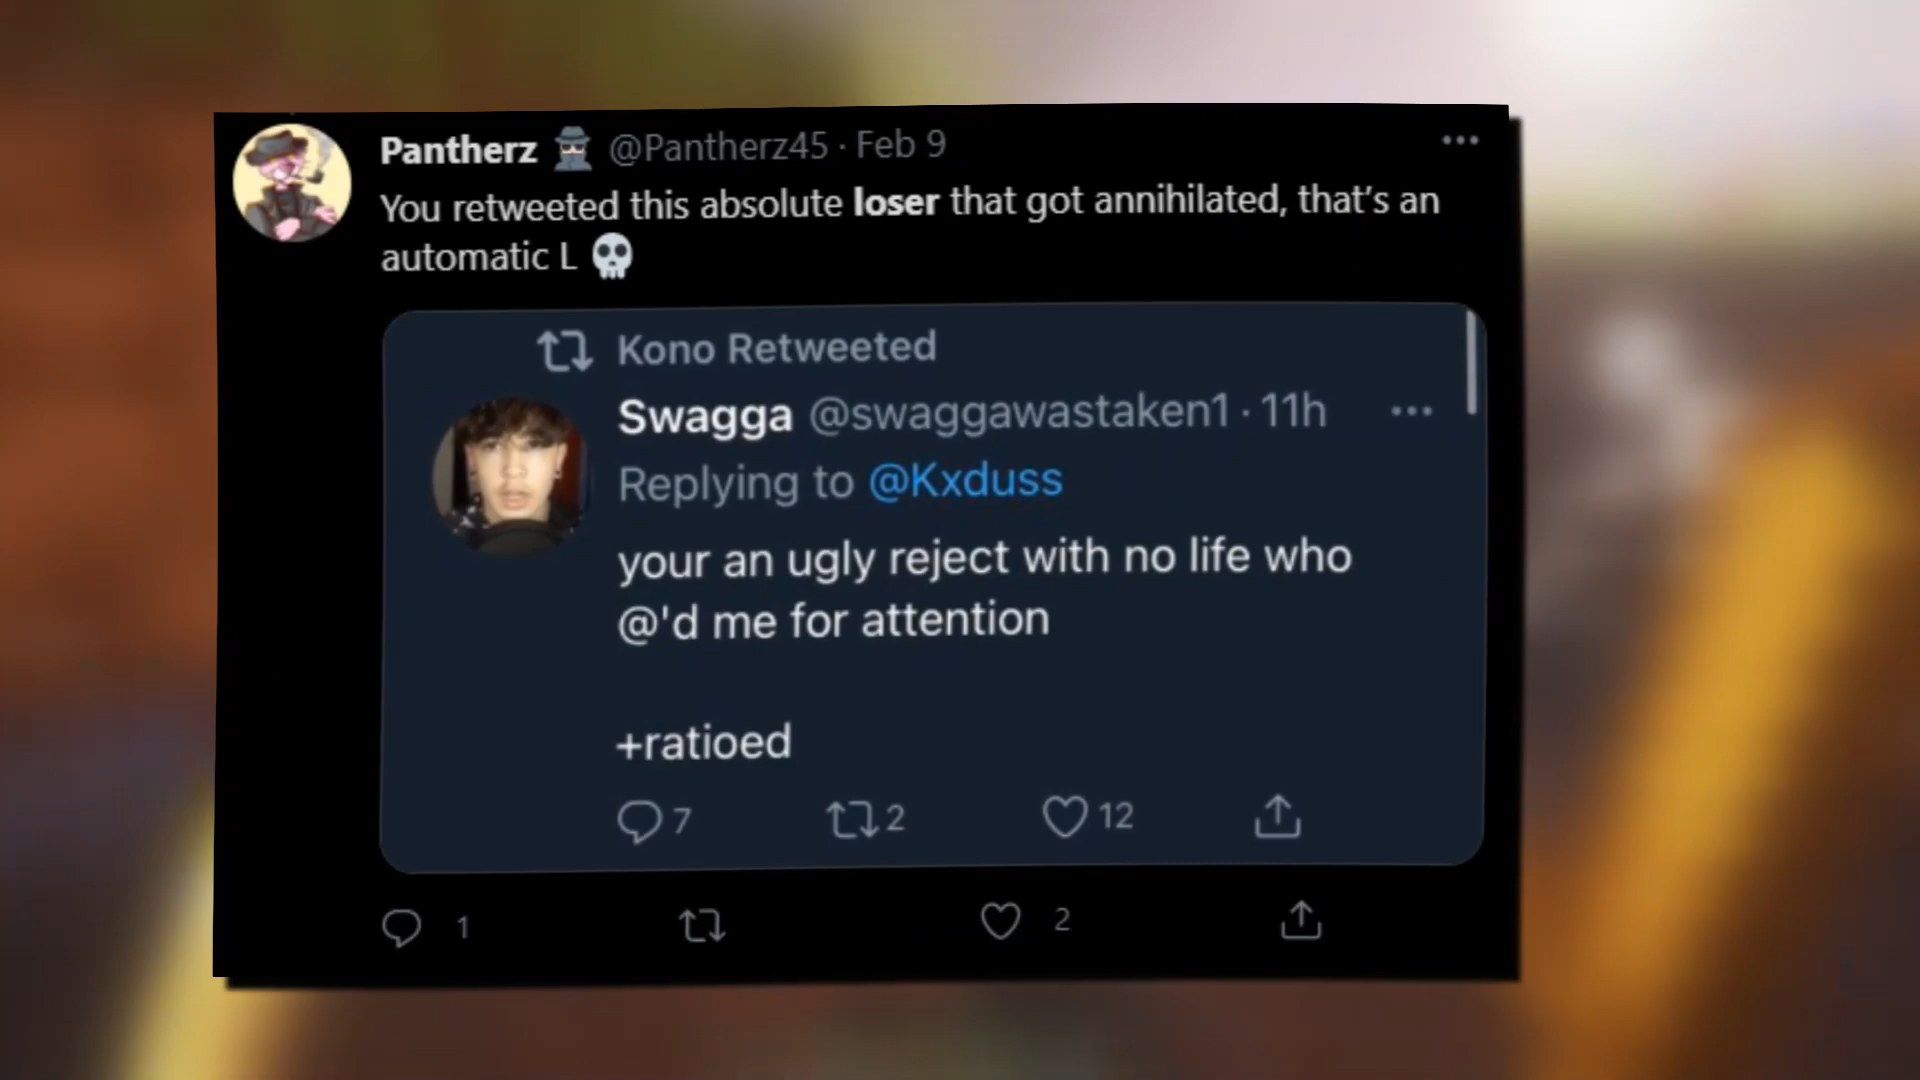 Pantherz 🕵 @Pantherz45 · Feb 9
You retweeted this absolute loser that got annihilated, that's an
automatic L 💀
Kono Retweeted
Swagga @swaggawastaken1 · 11h
Replying to @Kxduss
your an ugly reject with no life who
@'d me for attention
+ratioed
7 2 12
1 2